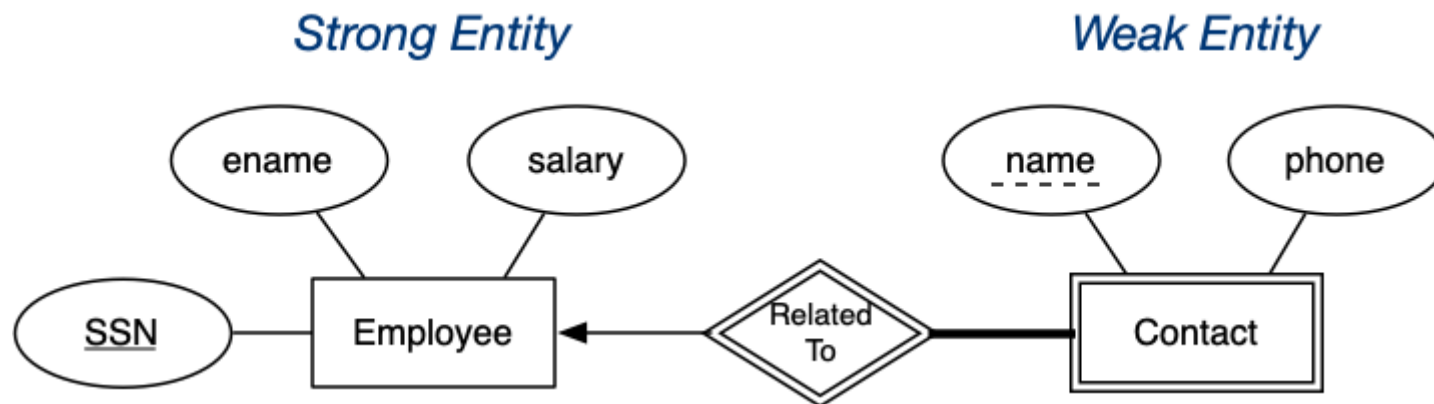 Strong Entity
Weak Entity
ename
salary
name
phone
SSN
Employee
Related
To
Contact